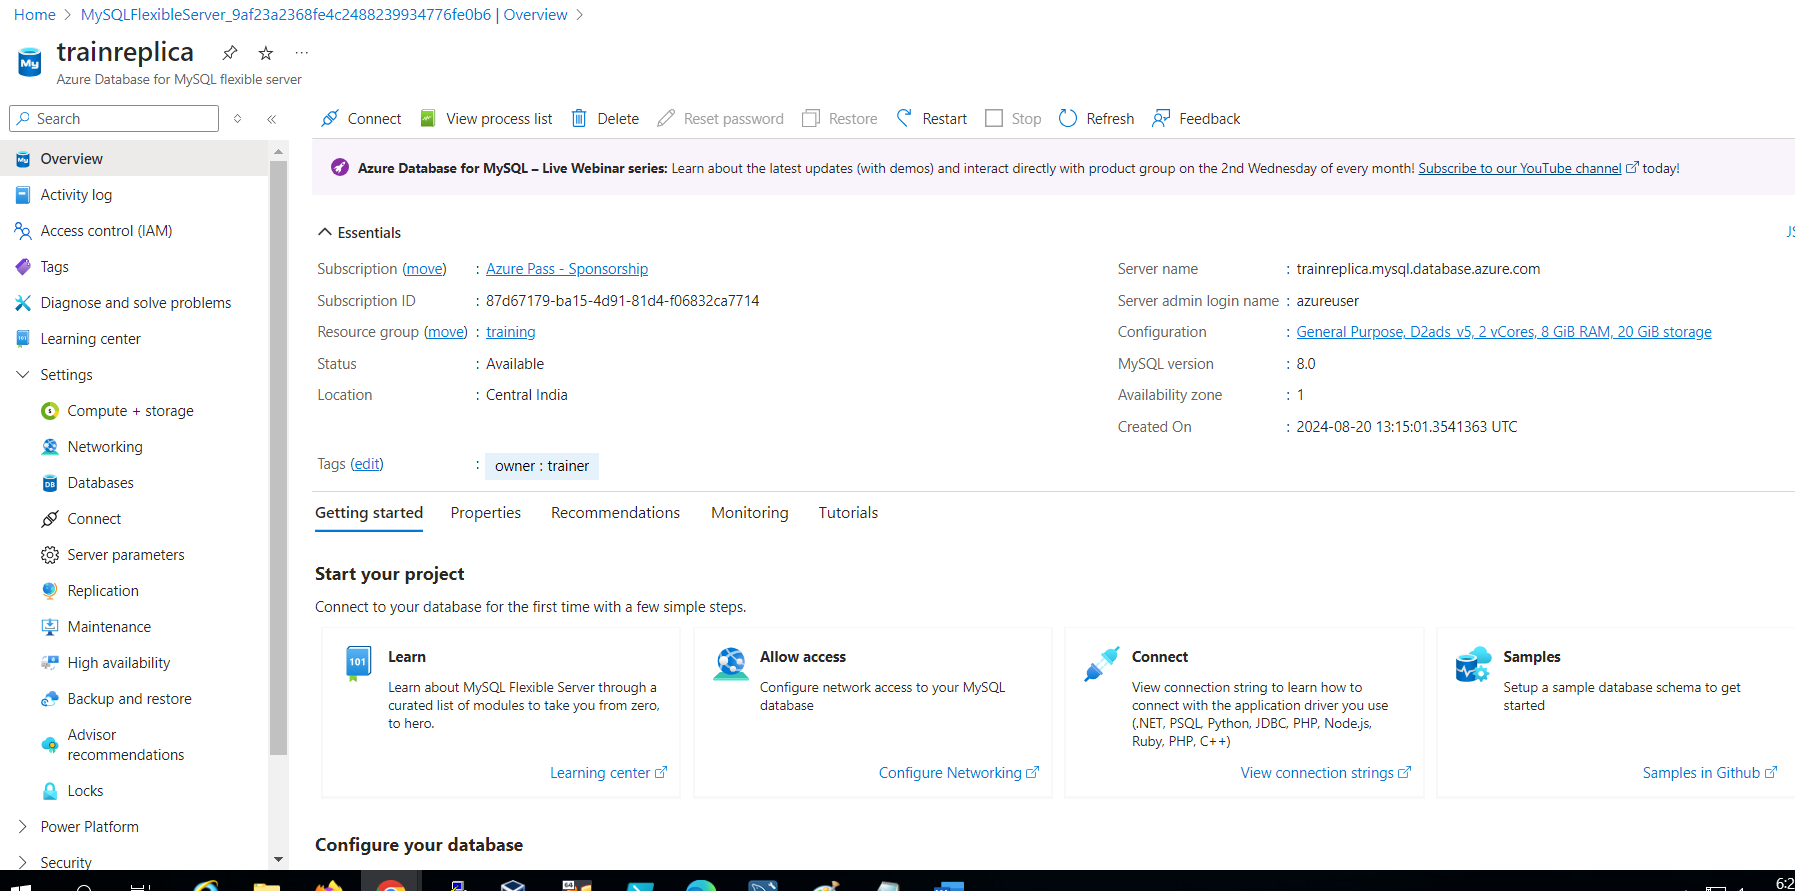 Home > MySQLFlexibleServer_9af23a2368fe4c2488239934776fe0b6 | Overview >
My
trainreplica
Azure Database for MySQL flexible server
Search
Connect View process list Delete Reset password Restore Restart Stop Refresh Feedback
Azure Database for MySQL – Live Webinar series: Learn about the latest updates (with demos) and interact directly with product group on the 2nd Wednesday of every month! Subscribe to our YouTube channel today!
Overview
Activity log
Access control (IAM)
Tags
Diagnose and solve problems
Learning center
Settings
Compute + storage
Networking
Databases
Connect
Server parameters
Replication
Maintenance
High availability
Backup and restore
Advisor
recommendations
Locks
Power Platform
Security
Essentials
JS
Subscription (move) : Azure Pass - Sponsorship
Subscription ID : 87d67179-ba15-4d91-81d4-f06832ca7714
Resource group (move) : training
Status : Available
Location : Central India
Server name : trainreplica.mysql.database.azure.com
Server admin login name : azureuser
Configuration : General Purpose, D2ads_v5, 2 vCores, 8 GiB RAM, 20 GiB storage
MySQL version : 8.0
Availability zone : 1
Created On : 2024-08-20 13:15:01.3541363 UTC
Tags (edit) : owner : trainer
Getting started Properties Recommendations Monitoring Tutorials
Start your project
Connect to your database for the first time with a few simple steps.
101
Learn
Learn about MySQL Flexible Server through a
curated list of modules to take you from zero,
to hero.
Learning center
Allow access
Configure network access to your MySQL
database
Configure Networking
Connect
View connection string to learn how to
connect with the application driver you use
(.NET, PSQL, Python, JDBC, PHP, Node.js,
Ruby, PHP, C++)
View connection strings
Samples
Setup a sample database schema to get
started
Samples in Github
Configure your database
64
6:2